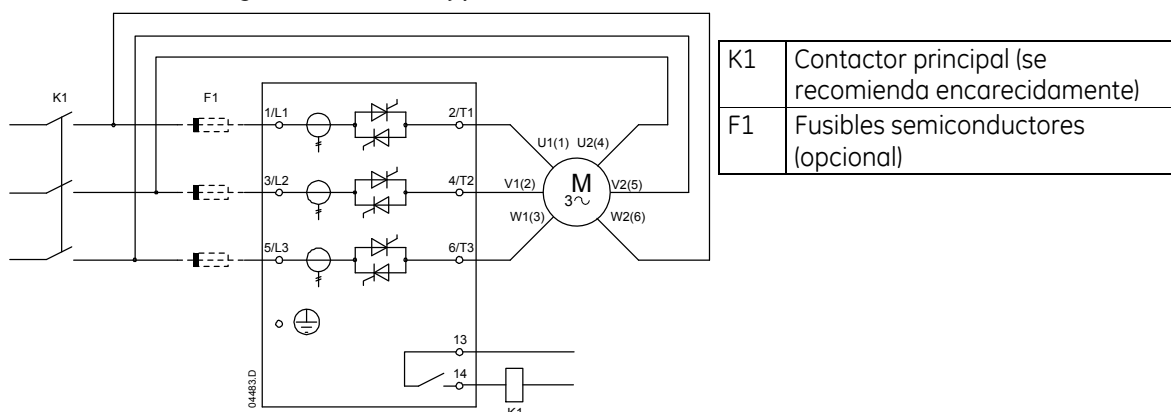 K1
F1
1/L1
2/T1
3/L2
4/T2
5/L3
6/T3
U1(1) U2(4)
V1(2)
M
3~
V2(5)
W1(3)
W2(6)
13
14
K1
04483.D
K1 Contactor principal (se
recomienda encarecidamente)
F1 Fusibles semiconductores
(opcional)